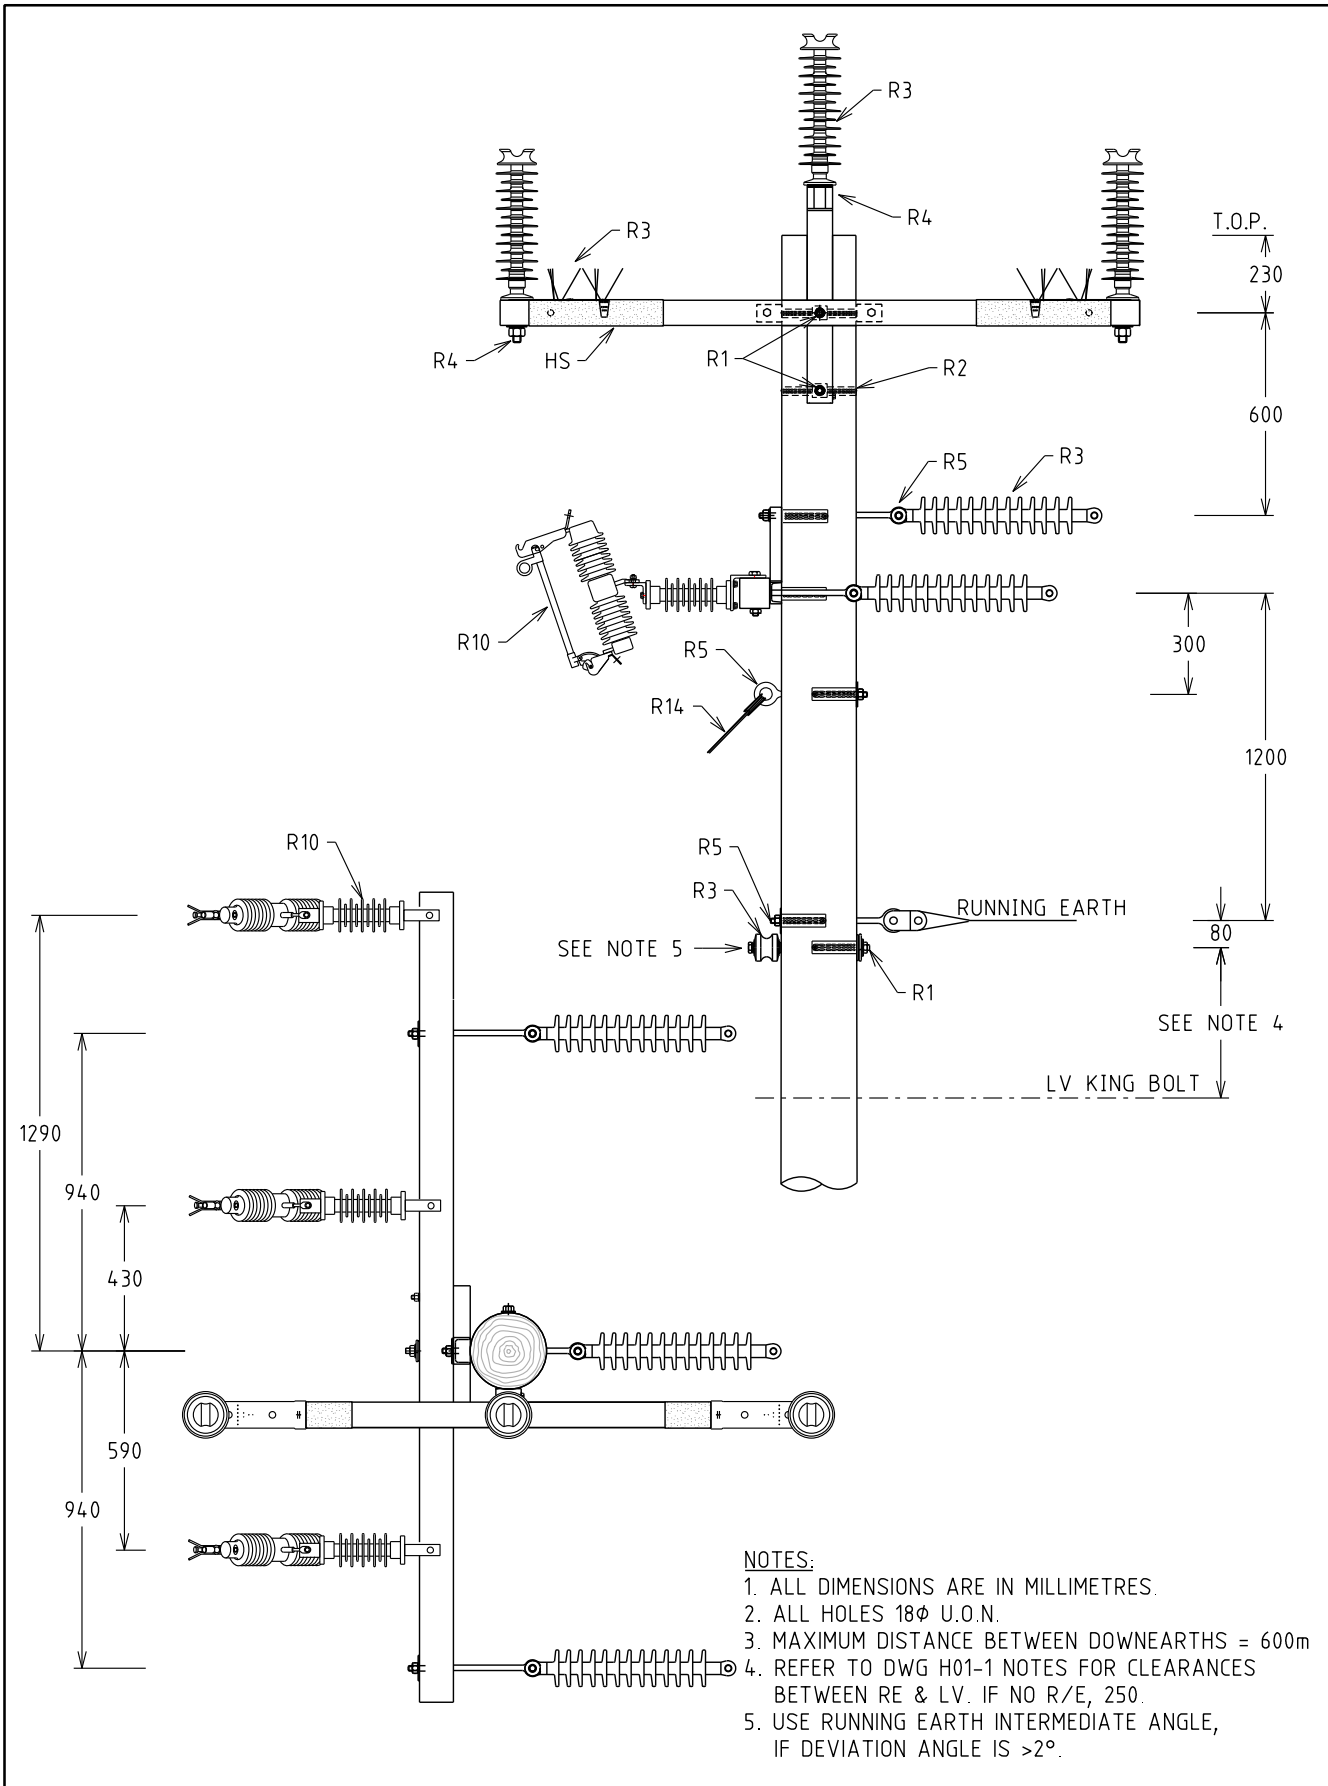 R3
R4
T.O.P.
R3
230
R4
HS
R1
R2
600
R5
R3
R10
R5
300
R14
1200
R10
R5
R3
RUNNING EARTH
80
SEE NOTE 5
R1
SEE NOTE 4
LV KING BOLT
1290
940
430
590
940
NOTES:
1. ALL DIMENSIONS ARE IN MILLIMETRES.
2. ALL HOLES 18Φ U.O.N.
3. MAXIMUM DISTANCE BETWEEN DOWNEARTHS = 600m
4. REFER TO DWG H01-1 NOTES FOR CLEARANCES
BETWEEN RE & LV. IF NO R/E, 250.
5. USE RUNNING EARTH INTERMEDIATE ANGLE,
IF DEVIATION ANGLE IS >2°.